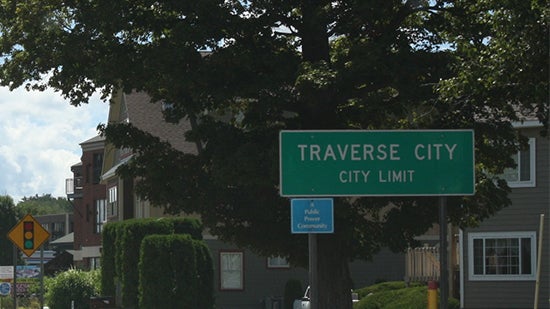 TRAVERSE CITY
CITY LIMIT
A
Public
Power
Community